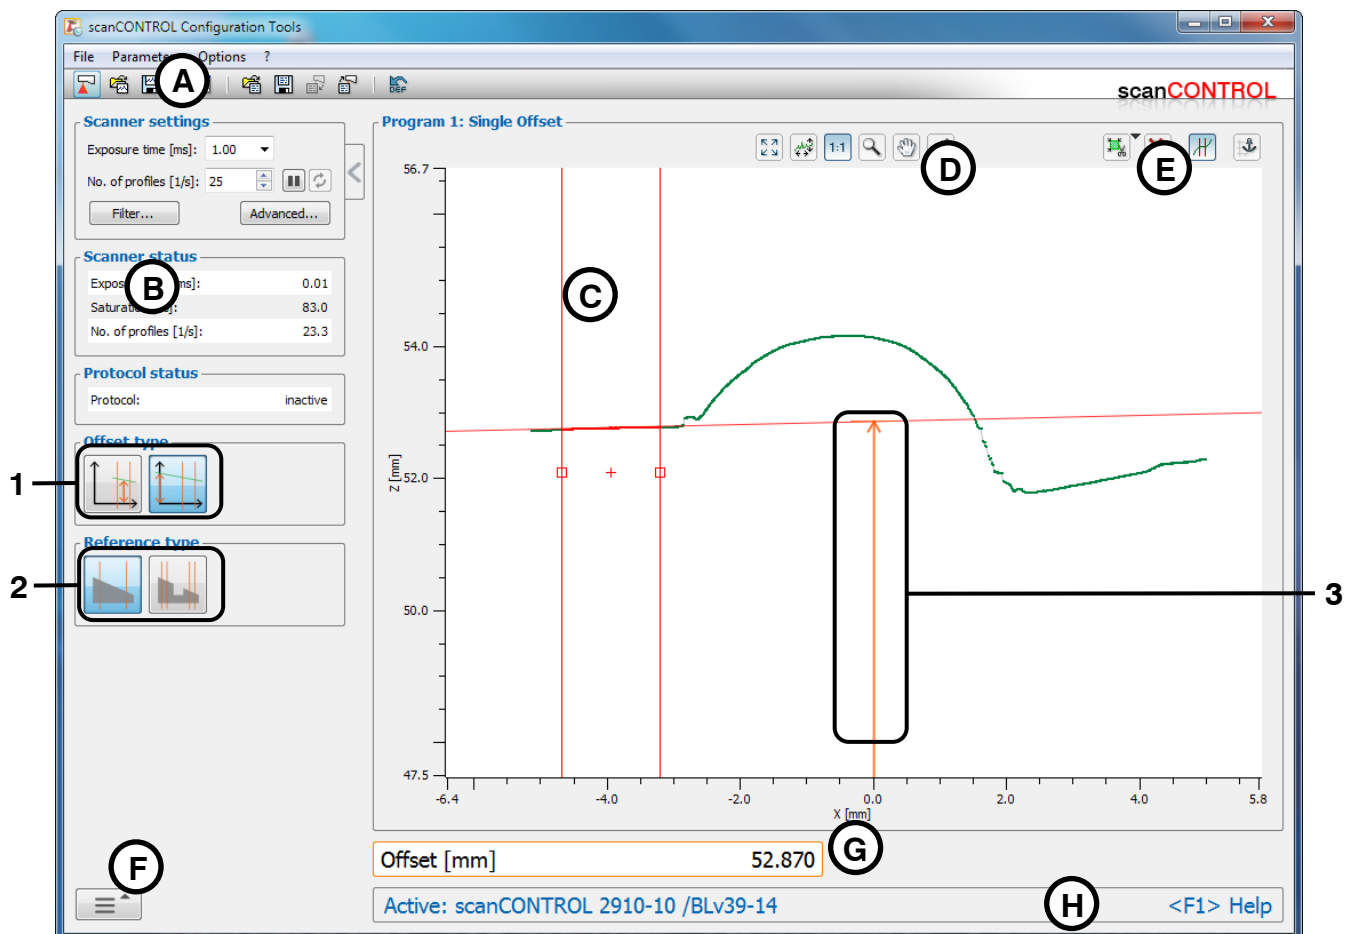 scanCONTROL Configuration Tools
File Parameter Options ?
A
DEF
scanCONTROL
Scanner settings
Exposure time [ms]: 1.00
No. of profiles [1/s]: 25
Filter... Advanced...
Scanner status
ms]: 0.01
83.0
No. of profiles [1/s]: 23.3
B
Protocol status
Protocol: inactive
Offset type
1
Reference type
2
F
Program 1: Single Offset
1:1
D
E
C
3
56.7
54.0
52.0
50.0
47.5
Z [mm]
-6.4 -4.0 -2.0 0.0 2.0 4.0 5.8
X [mm]
Offset [mm] 52.870
G
Active: scanCONTROL 2910-10 /BLv39-14
H
<F1> Help